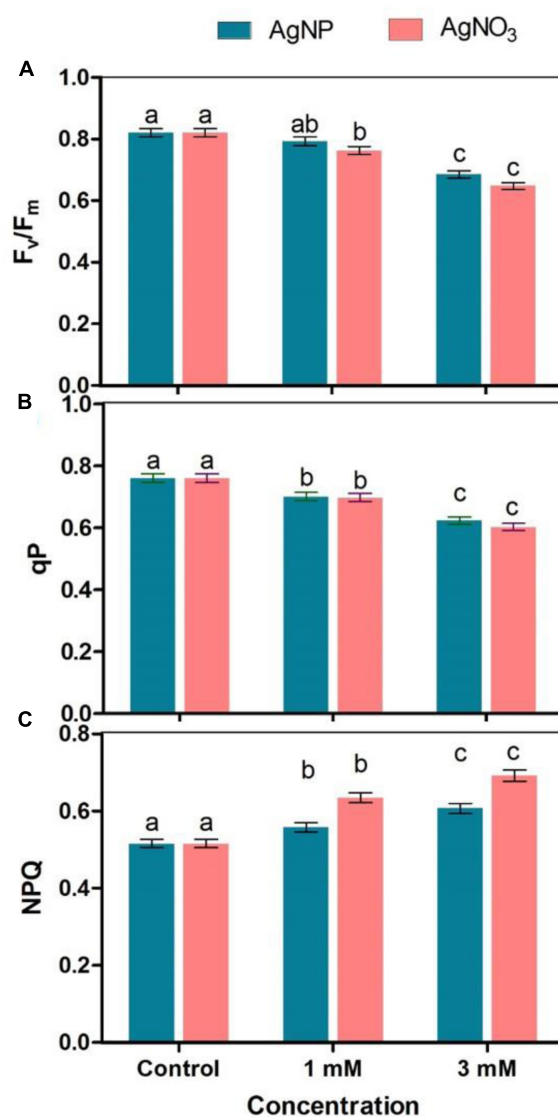 AgNP AgNO₃
A
1.0
a a ab b c c
0.8
0.6
0.4
0.2
0.0
Fᵥ/Fₘ
B
1.0
a a b b c c
0.8
0.6
0.4
0.2
0.0
qP
C
0.8
a a b b c c
0.6
0.4
0.2
0.0
NPQ
Control 1 mM 3 mM
Concentration